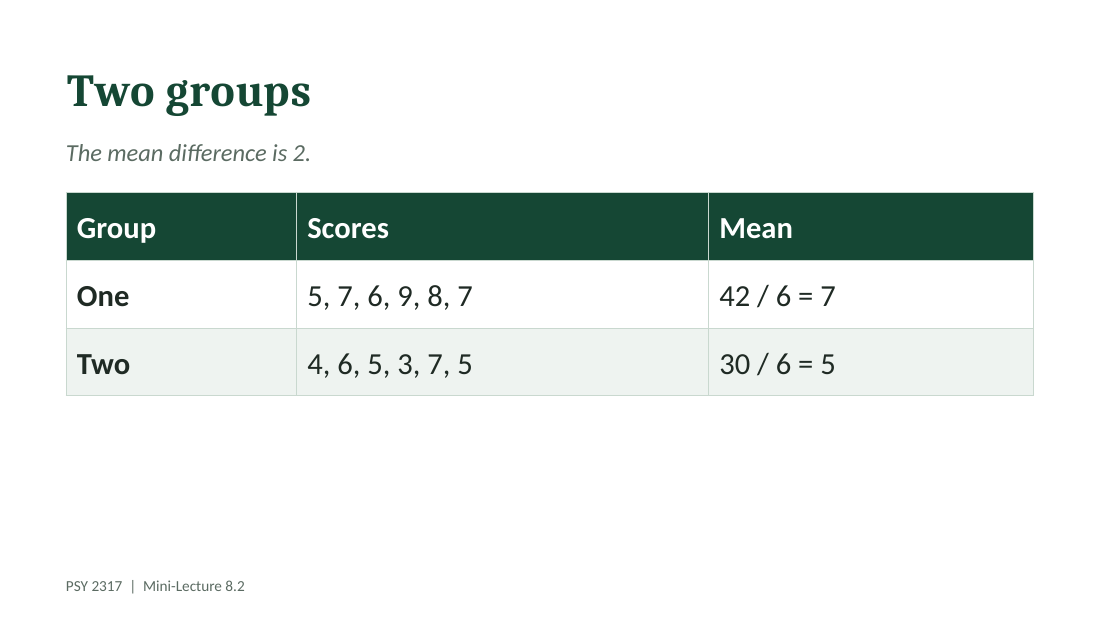 Two groups
The mean difference is 2.
Group Scores Mean
One 5, 7, 6, 9, 8, 7 42 / 6 = 7
Two 4, 6, 5, 3, 7, 5 30 / 6 = 5
PSY 2317 | Mini-Lecture 8.2